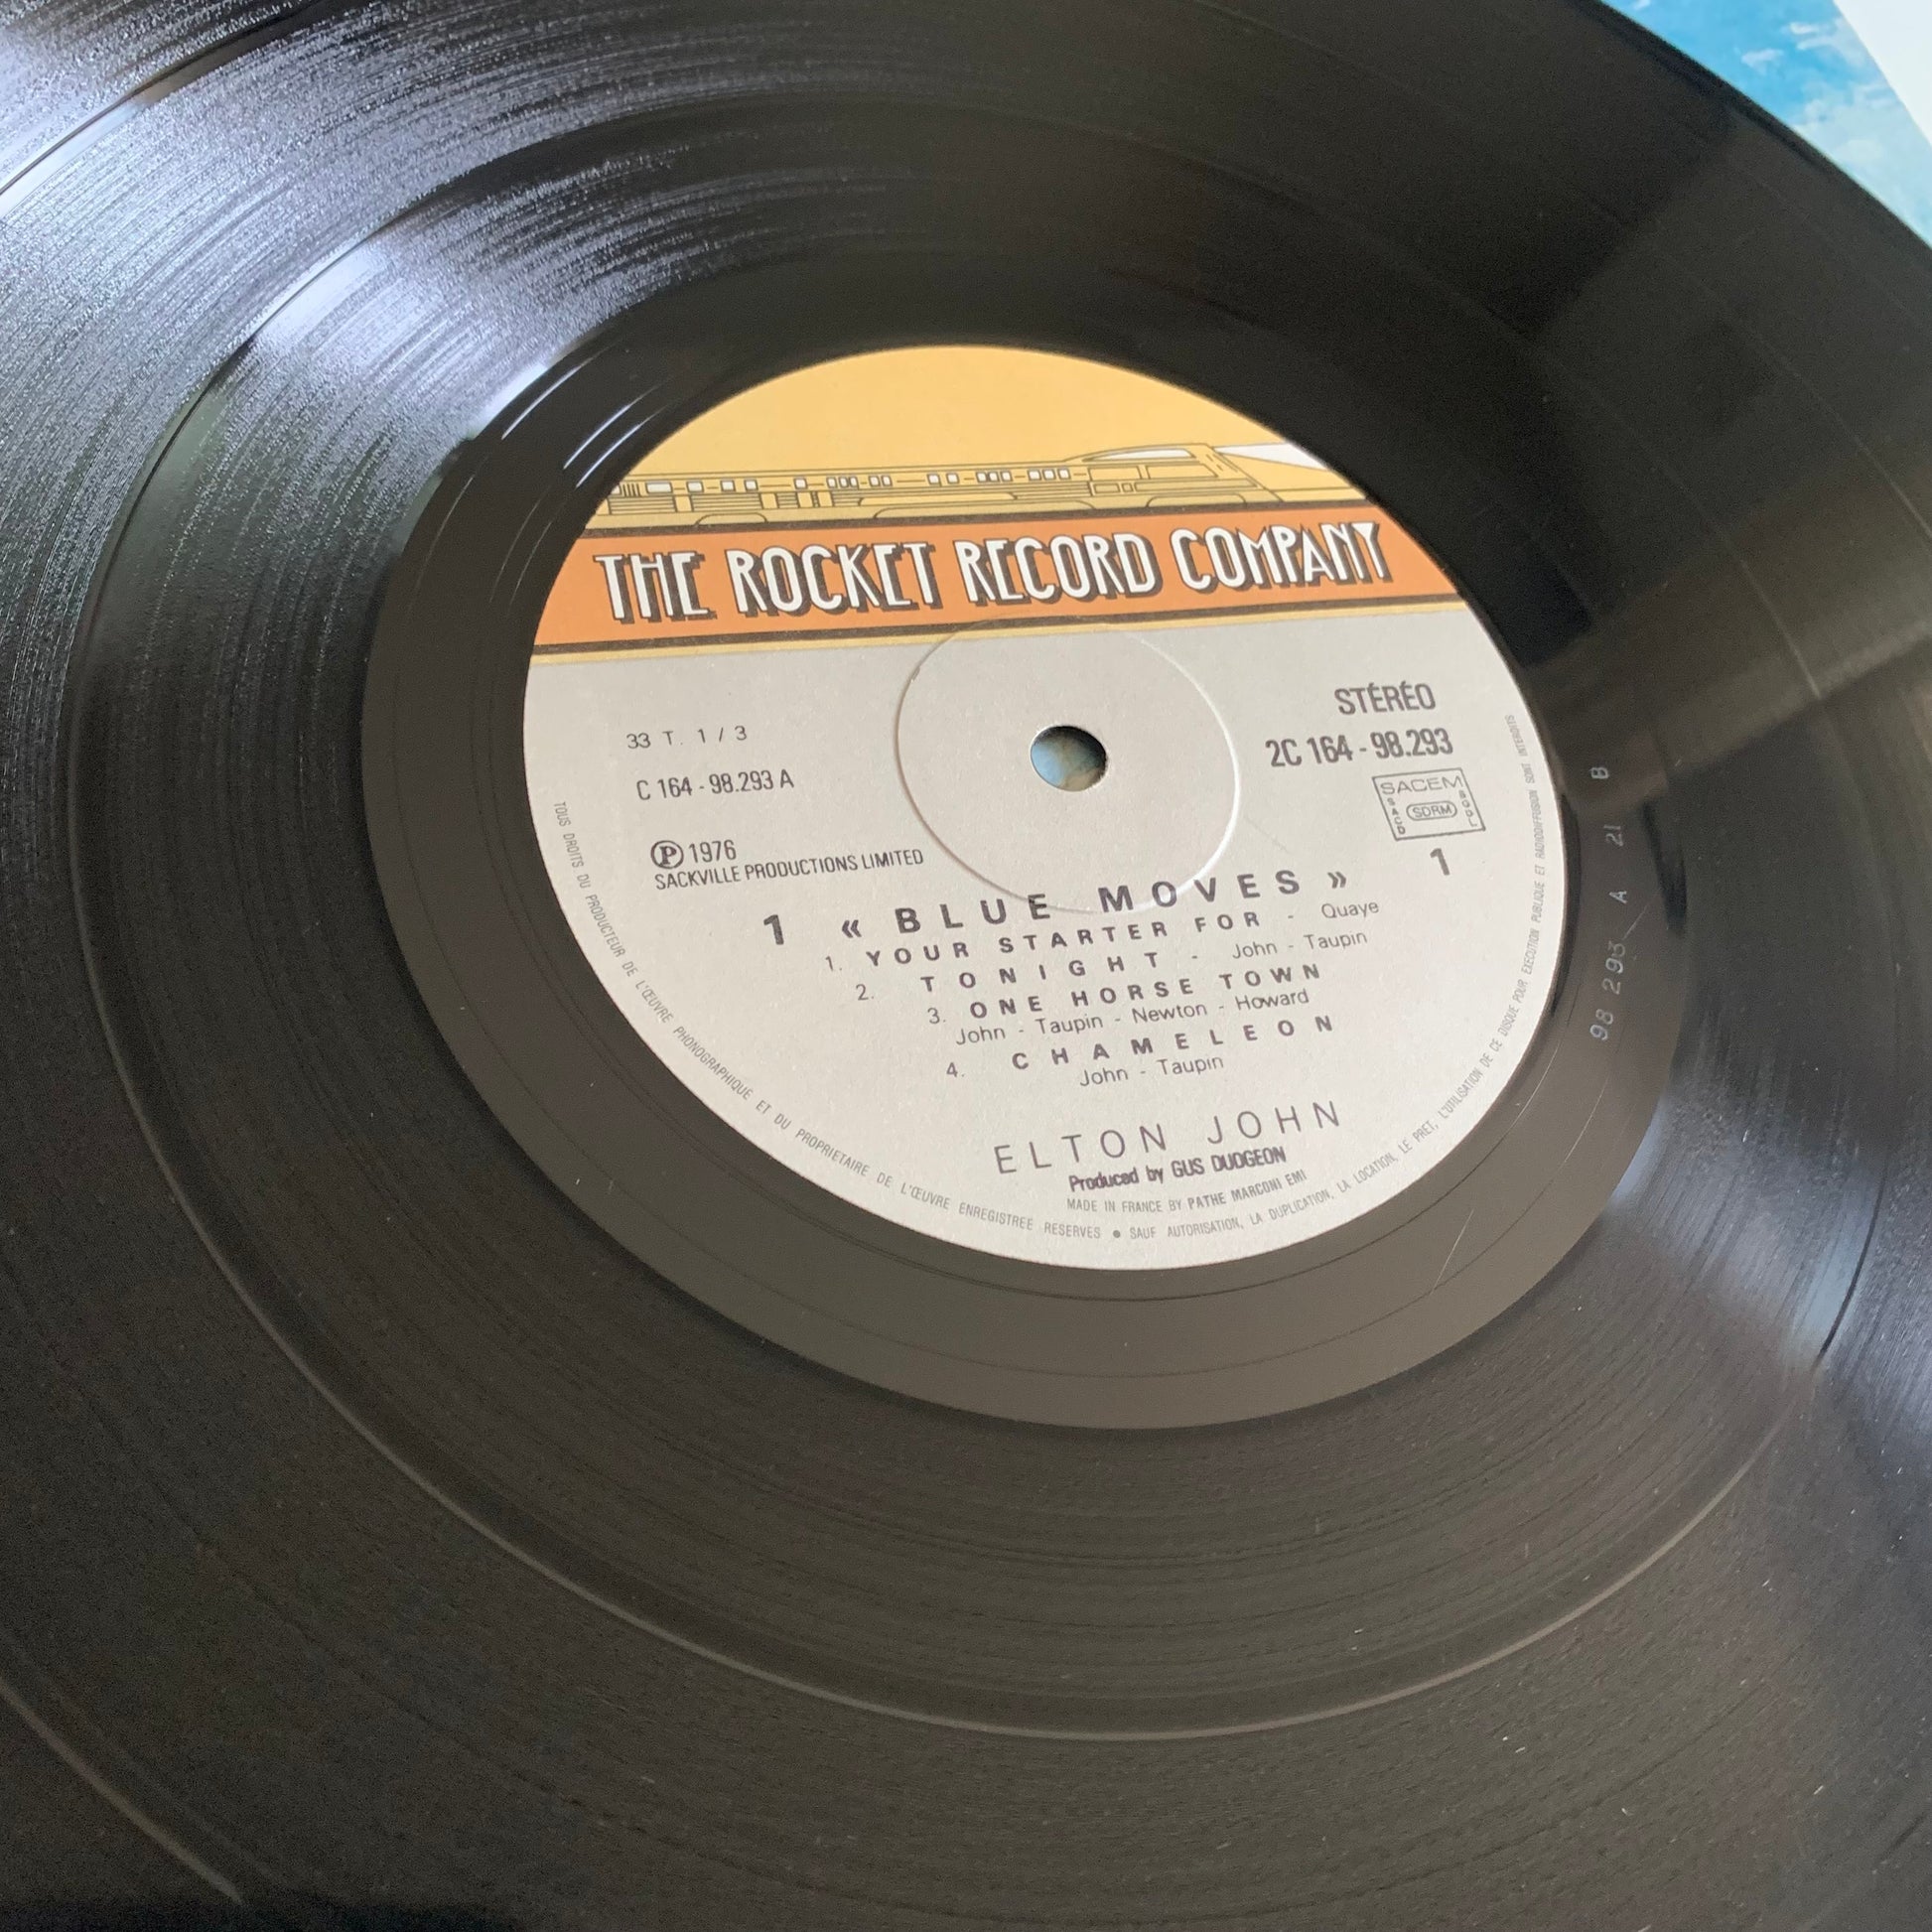 THE ROCKET RECORD COMPANY
33 T. 1 / 3
STÉRÉO
C 164 - 98.293 A
2C 164 - 98.293
SACEM
SACD
SDRM
SGDL
Ⓟ 1976
SACKVILLE PRODUCTIONS LIMITED
1
1 « BLUE MOVES »
1. YOUR STARTER FOR - Quaye
2. TONIGHT - John - Taupin
3. ONE HORSE TOWN
John - Taupin - Newton - Howard
4. CHAMELEON
John - Taupin
ELTON JOHN
Produced by GUS DUDGEON
MADE IN FRANCE BY PATHE MARCONI EMI
TOUS DROITS DU PRODUCTEUR DE L'ŒUVRE PHONOGRAPHIQUE ET DU PROPRIETAIRE DE L'ŒUVRE ENREGISTREE RESERVES ● SAUF AUTORISATION, LA DUPLICATION, LA LOCATION, LE PRET, L'UTILISATION DE CE DISQUE POUR EXECUTION PUBLIQUE ET RADIODIFFUSION SONT INTERDITS
98 293 A 21 B